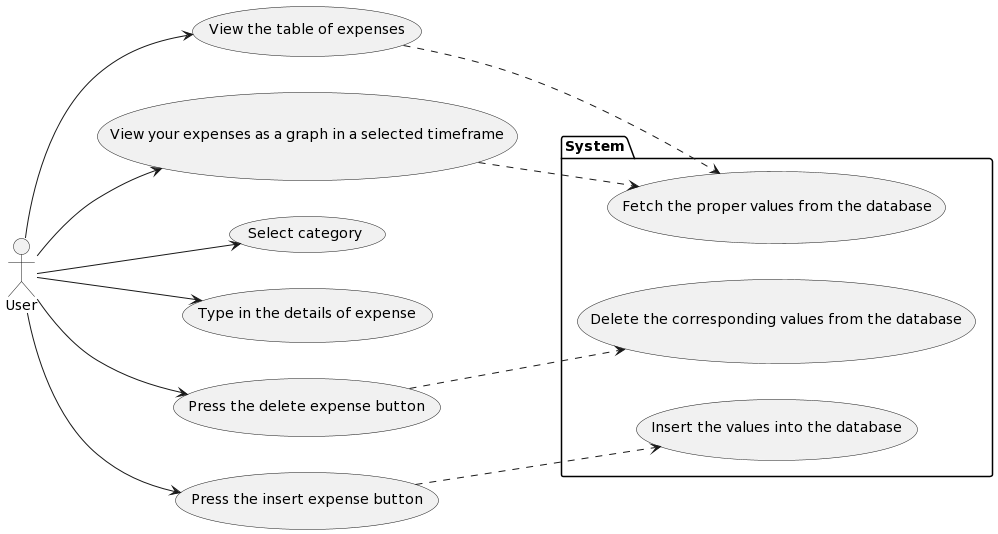 View the table of expenses
View your expenses as a graph in a selected timeframe
System
Fetch the proper values from the database
Select category
User
Type in the details of expense
Delete the corresponding values from the database
Press the delete expense button
Insert the values into the database
Press the insert expense button